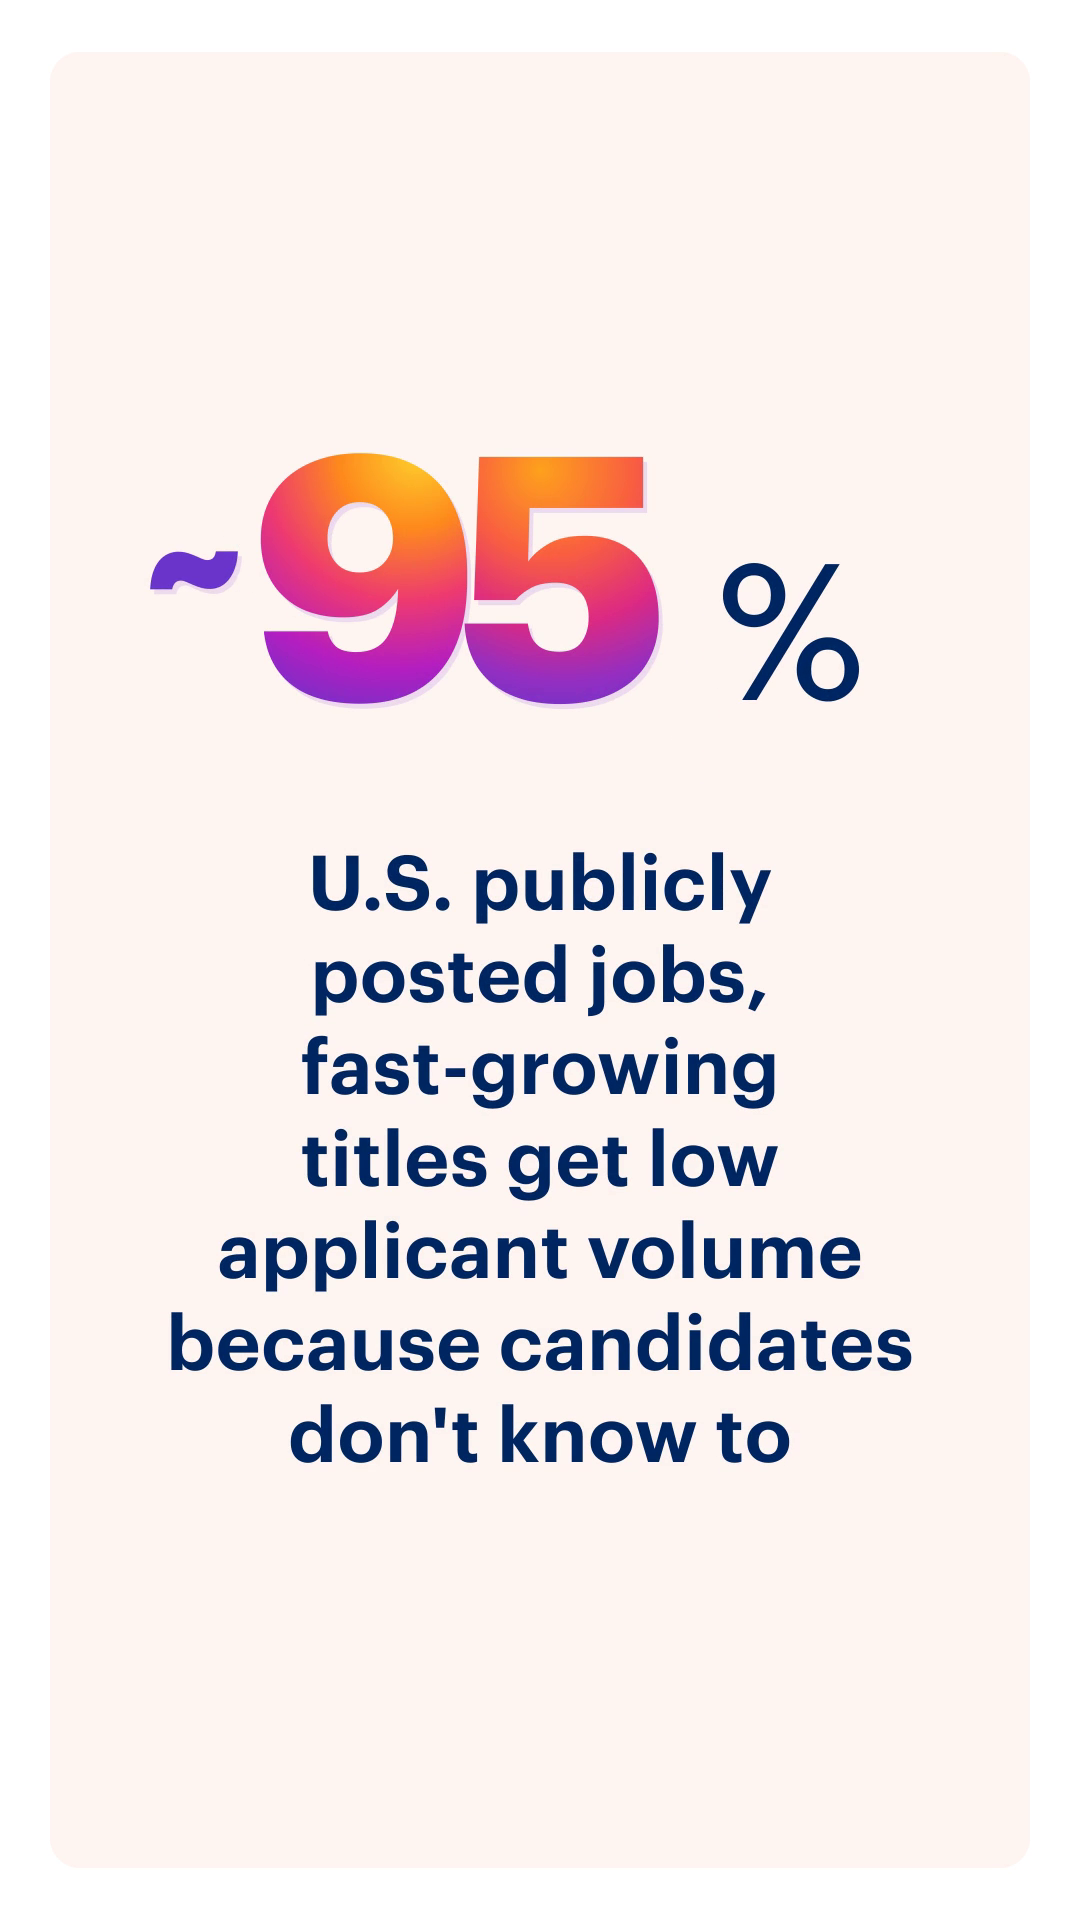 ~95 %
U.S. publicly
posted jobs,
fast-growing
titles get low
applicant volume
because candidates
don't know to